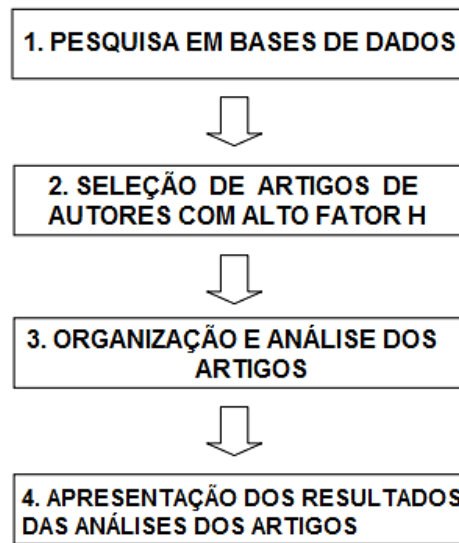 1. PESQUISA EM BASES DE DADOS
2. SELEÇÃO DE ARTIGOS DE
AUTORES COM ALTO FATOR H
3. ORGANIZAÇÃO E ANÁLISE DOS
ARTIGOS
4. APRESENTAÇÃO DOS RESULTADOS
DAS ANÁLISES DOS ARTIGOS